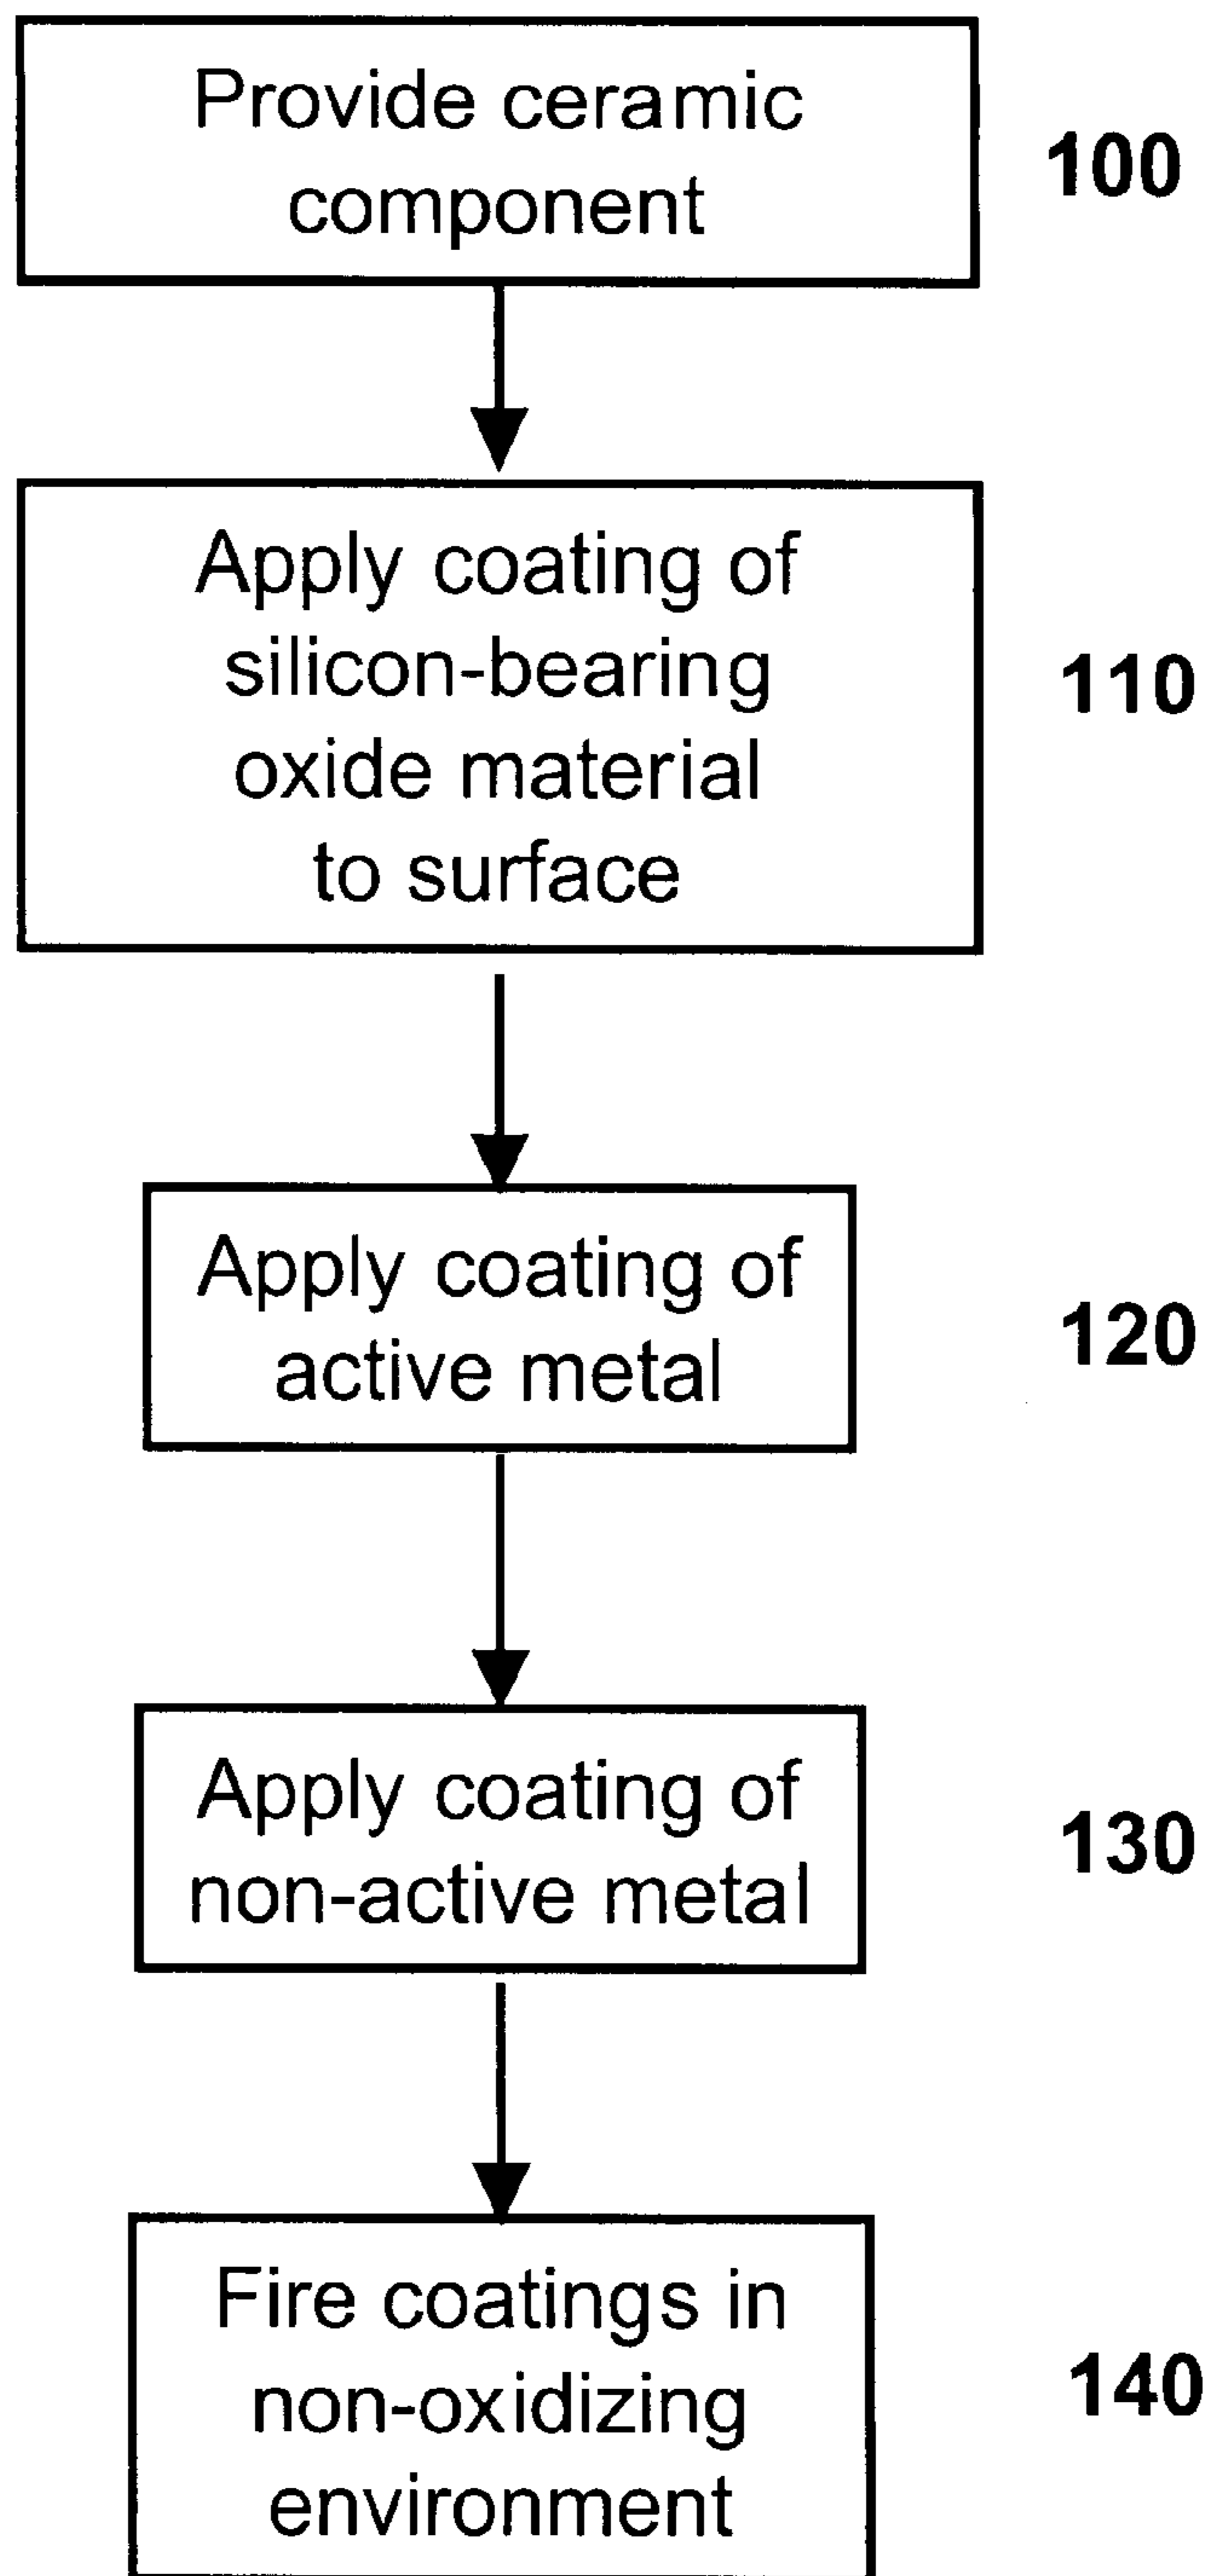 Provide ceramic
component
100
Apply coating of
silicon-bearing
oxide material
to surface
110
Apply coating of
active metal
120
Apply coating of
non-active metal
130
Fire coatings in
non-oxidizing
environment
140